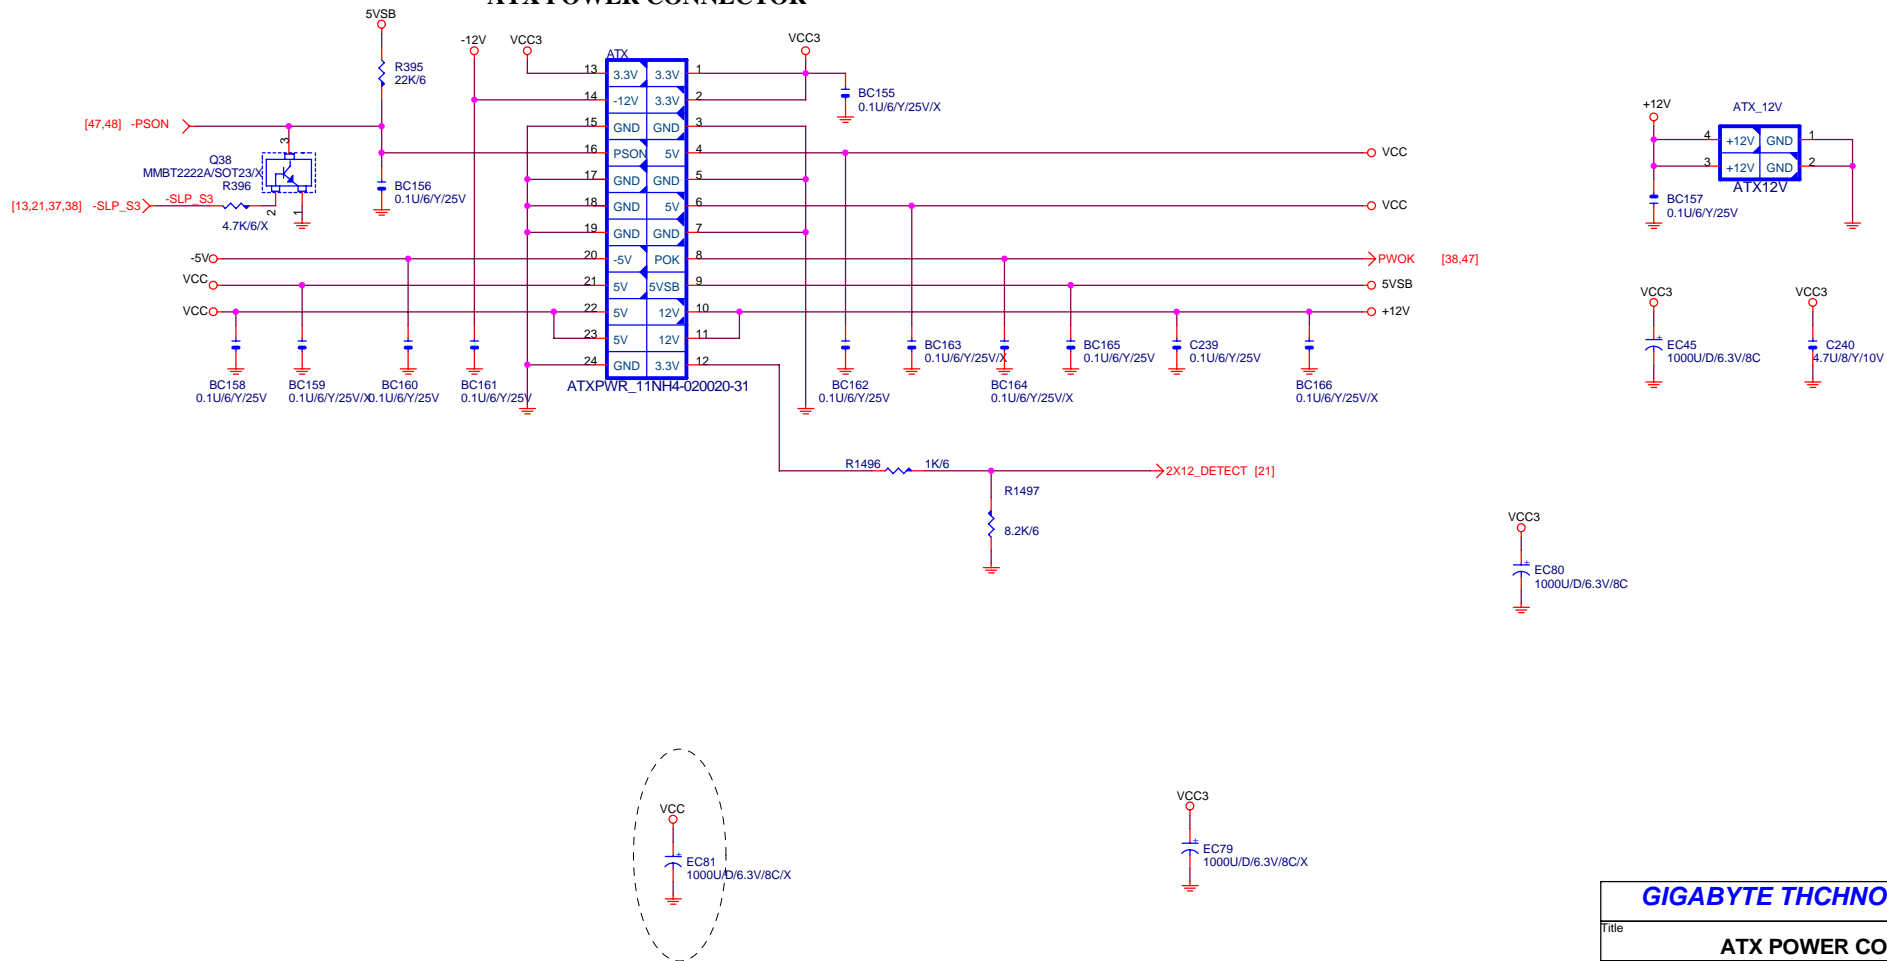 ATX POWER CONNECTOR
5VSB
-12V
VCC3
VCC3
ATX
R395
22K/6
13 3.3V 3.3V 1
14 -12V 3.3V 2
15 GND GND 3
16 PSON 5V 4
17 GND GND 5
18 GND 5V 6
19 GND GND 7
20 -5V POK 8
21 5V 5VSB 9
22 5V 12V 10
23 5V 12V 11
24 GND 3.3V 12
ATXPWR_11NH4-020020-31
BC155
0.1U/6/Y/25V/X
[47,48] -PSON
3
Q38
MMBT2222A/SOT23/X
R396
[13,21,37,38] -SLP_S3
-SLP_S3
2
1
4.7K/6/X
BC156
0.1U/6/Y/25V
VCC
VCC
PWOK [38,47]
5VSB
+12V
-5V
VCC
VCC
BC158
0.1U/6/Y/25V
BC159
0.1U/6/Y/25V/X
BC160
0.1U/6/Y/25V
BC161
0.1U/6/Y/25V
BC162
0.1U/6/Y/25V
BC163
0.1U/6/Y/25V/X
BC164
0.1U/6/Y/25V/X
BC165
0.1U/6/Y/25V
C239
0.1U/6/Y/25V
BC166
0.1U/6/Y/25V/X
+12V
ATX_12V
4 +12V GND 1
3 +12V GND 2
ATX12V
BC157
0.1U/6/Y/25V
VCC3
EC45
1000U/D/6.3V/8C
VCC3
C240
4.7U/8/Y/10V
R1496 1K/6
2X12_DETECT [21]
R1497
8.2K/6
VCC3
EC80
1000U/D/6.3V/8C
VCC
EC81
1000U/D/6.3V/8C/X
VCC3
EC79
1000U/D/6.3V/8C/X
GIGABYTE THCHNO
Title
ATX POWER CO